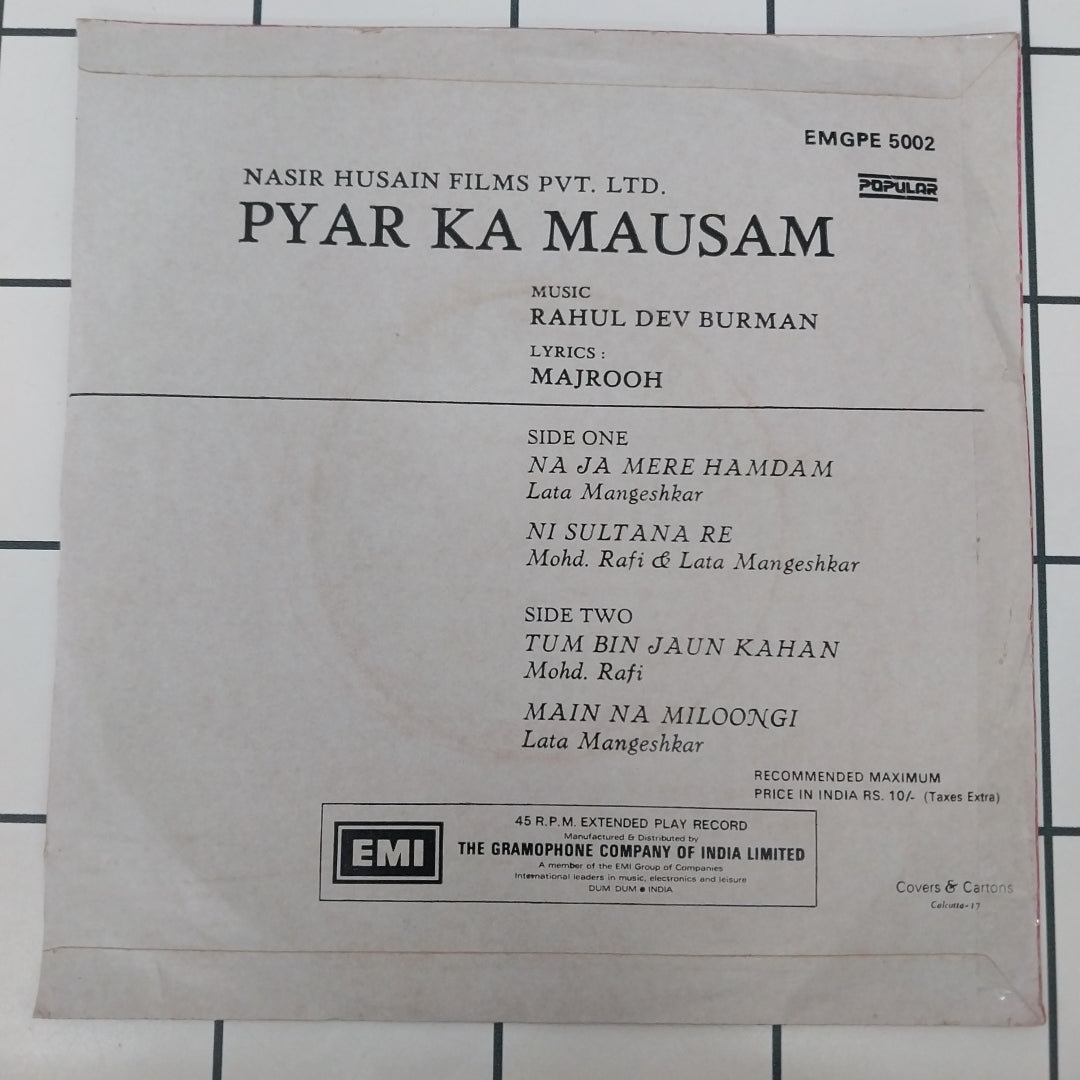 EMGPE 5002
POPULAR
NASIR HUSAIN FILMS PVT. LTD.
PYAR KA MAUSAM
MUSIC
RAHUL DEV BURMAN
LYRICS :
MAJROOH
SIDE ONE
NA JA MERE HAMDAM
Lata Mangeshkar
NI SULTANA RE
Mohd. Rafi & Lata Mangeshkar
SIDE TWO
TUM BIN JAUN KAHAN
Mohd. Rafi
MAIN NA MILOONGI
Lata Mangeshkar
RECOMMENDED MAXIMUM
PRICE IN INDIA RS. 10/- (Taxes Extra)
EMI
45 R.P.M. EXTENDED PLAY RECORD
Manufactured & Distributed by
THE GRAMOPHONE COMPANY OF INDIA LIMITED
A member of the EMI Group of Companies
International leaders in music, electronics and leisure
DUM DUM ● INDIA
Covers & Cartons
Calcutta-17